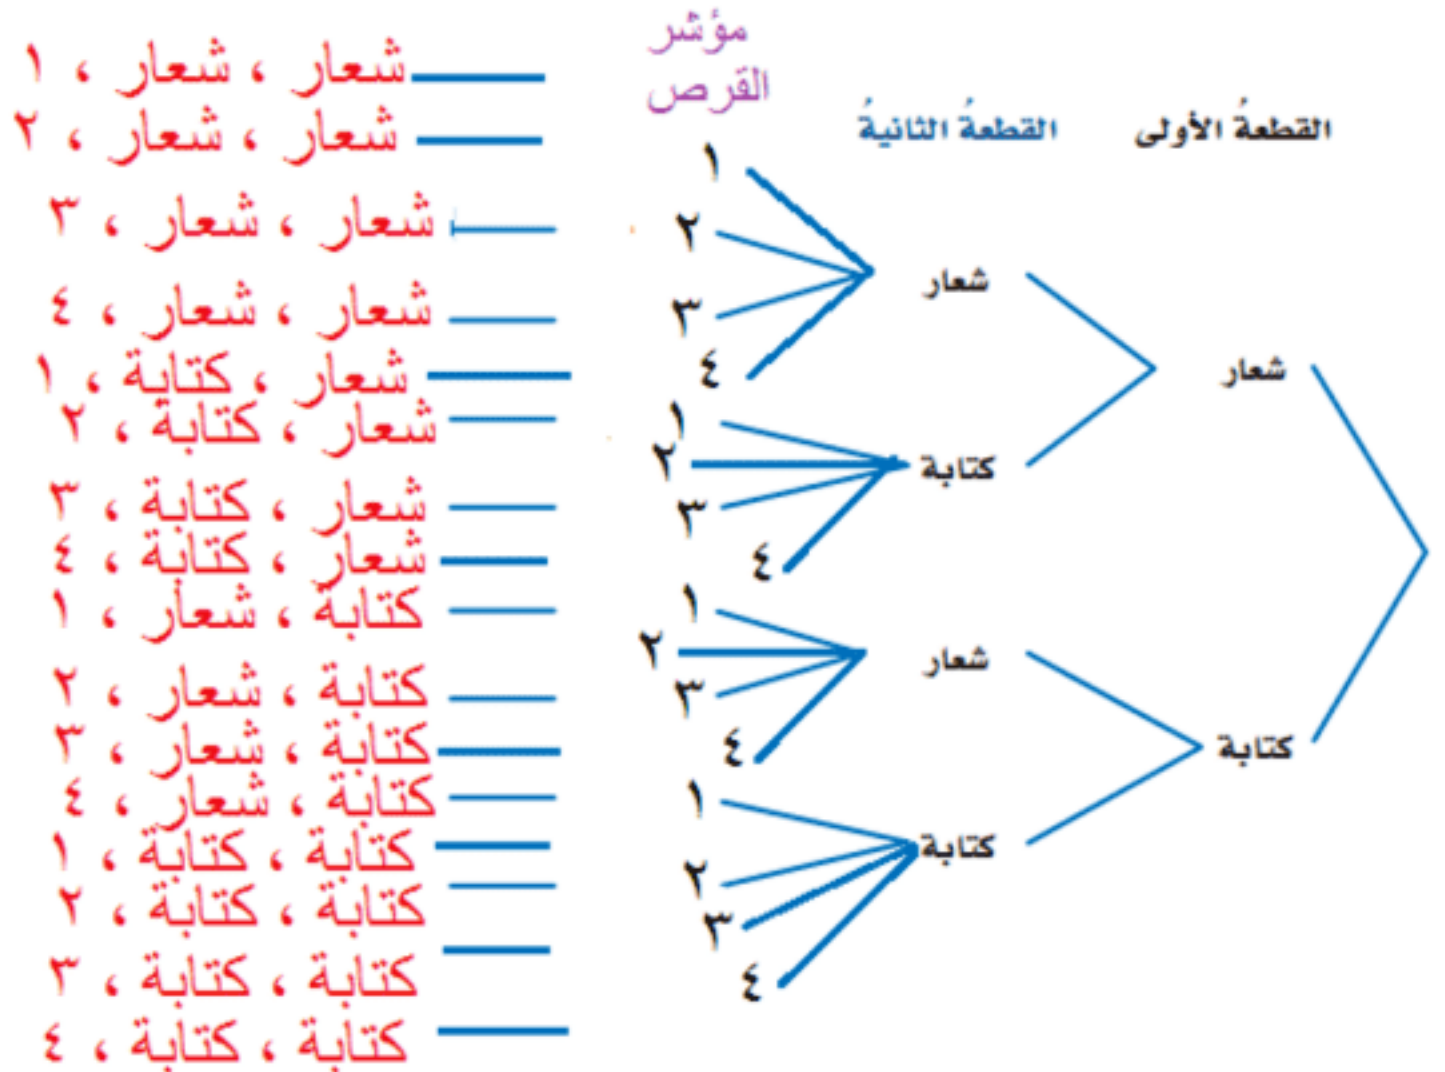 القطعةُ الأولى
القطعةُ الثانيةُ
مؤشر
القرص
شعار
كتابة
شعار
كتابة
شعار
كتابة
١
٢
٣
٤
١
٢
٣
٤
١
٢
٣
٤
١
٢
٣
٤
شعار ، شعار ، ١
شعار ، شعار ، ٢
شعار ، شعار ، ٣
شعار ، شعار ، ٤
شعار ، كتابة ، ١
شعار ، كتابة ، ٢
شعار ، كتابة ، ٣
شعار ، كتابة ، ٤
كتابة ، شعار ، ١
كتابة ، شعار ، ٢
كتابة ، شعار ، ٣
كتابة ، شعار ، ٤
كتابة ، كتابة ، ١
كتابة ، كتابة ، ٢
كتابة ، كتابة ، ٣
كتابة ، كتابة ، ٤